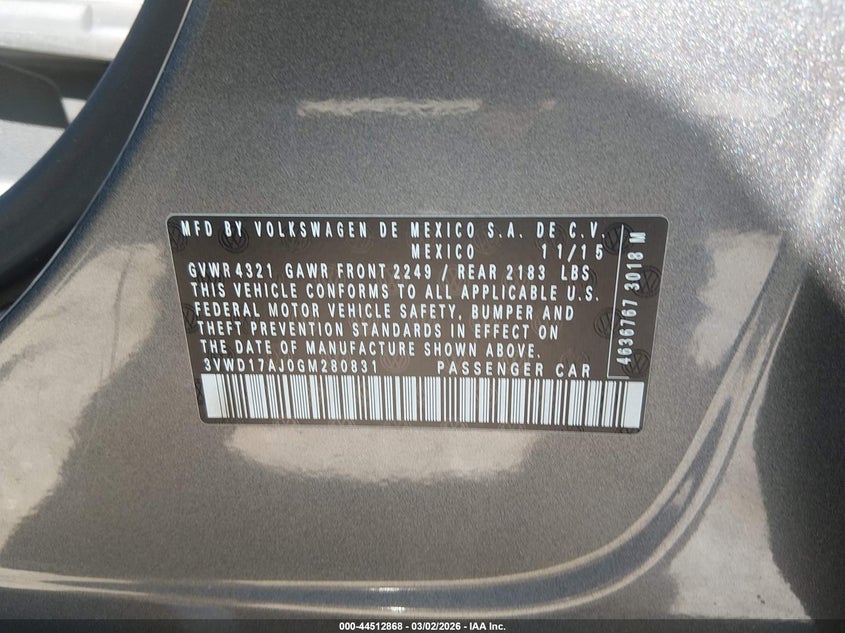 MFD BY VOLKSWAGEN DE MEXICO S.A. DE C.V.
MEXICO 11/15
GVWR 4321 GAWR FRONT 2249 / REAR 2183 LBS
THIS VEHICLE CONFORMS TO ALL APPLICABLE U.S.
FEDERAL MOTOR VEHICLE SAFETY, BUMPER AND
THEFT PREVENTION STANDARDS IN EFFECT ON
THE DATE OF MANUFACTURE SHOWN ABOVE.
3VWD17AJ0GM280831 PASSENGER CAR
4636767 3018 M
000-44512868 - 03/02/2026 - IAA Inc.